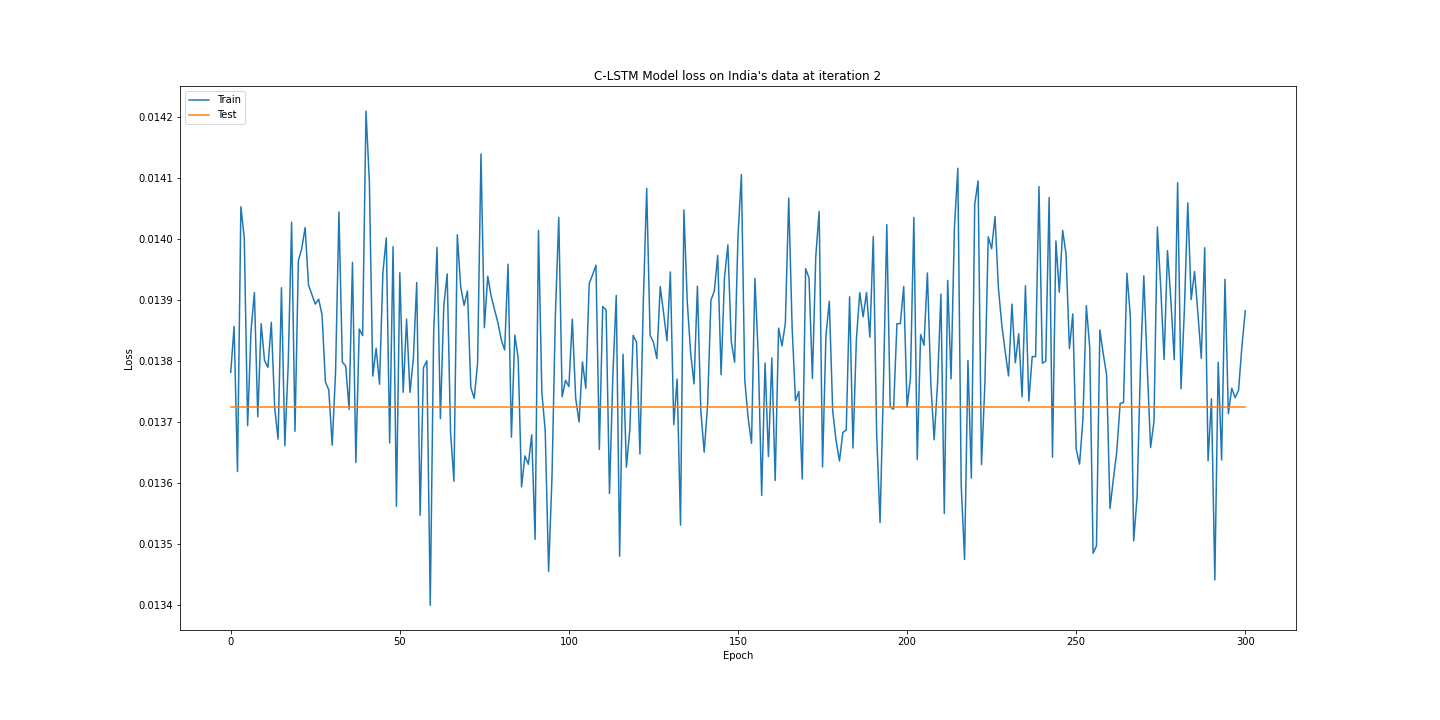 C-LSTM Model loss on India's data at iteration 2
Train
Test
0.0142
0.0141
0.0140
0.0139
0.0138
0.0137
0.0136
0.0135
0.0134
Loss
0 50 100 150 200 250 300
Epoch